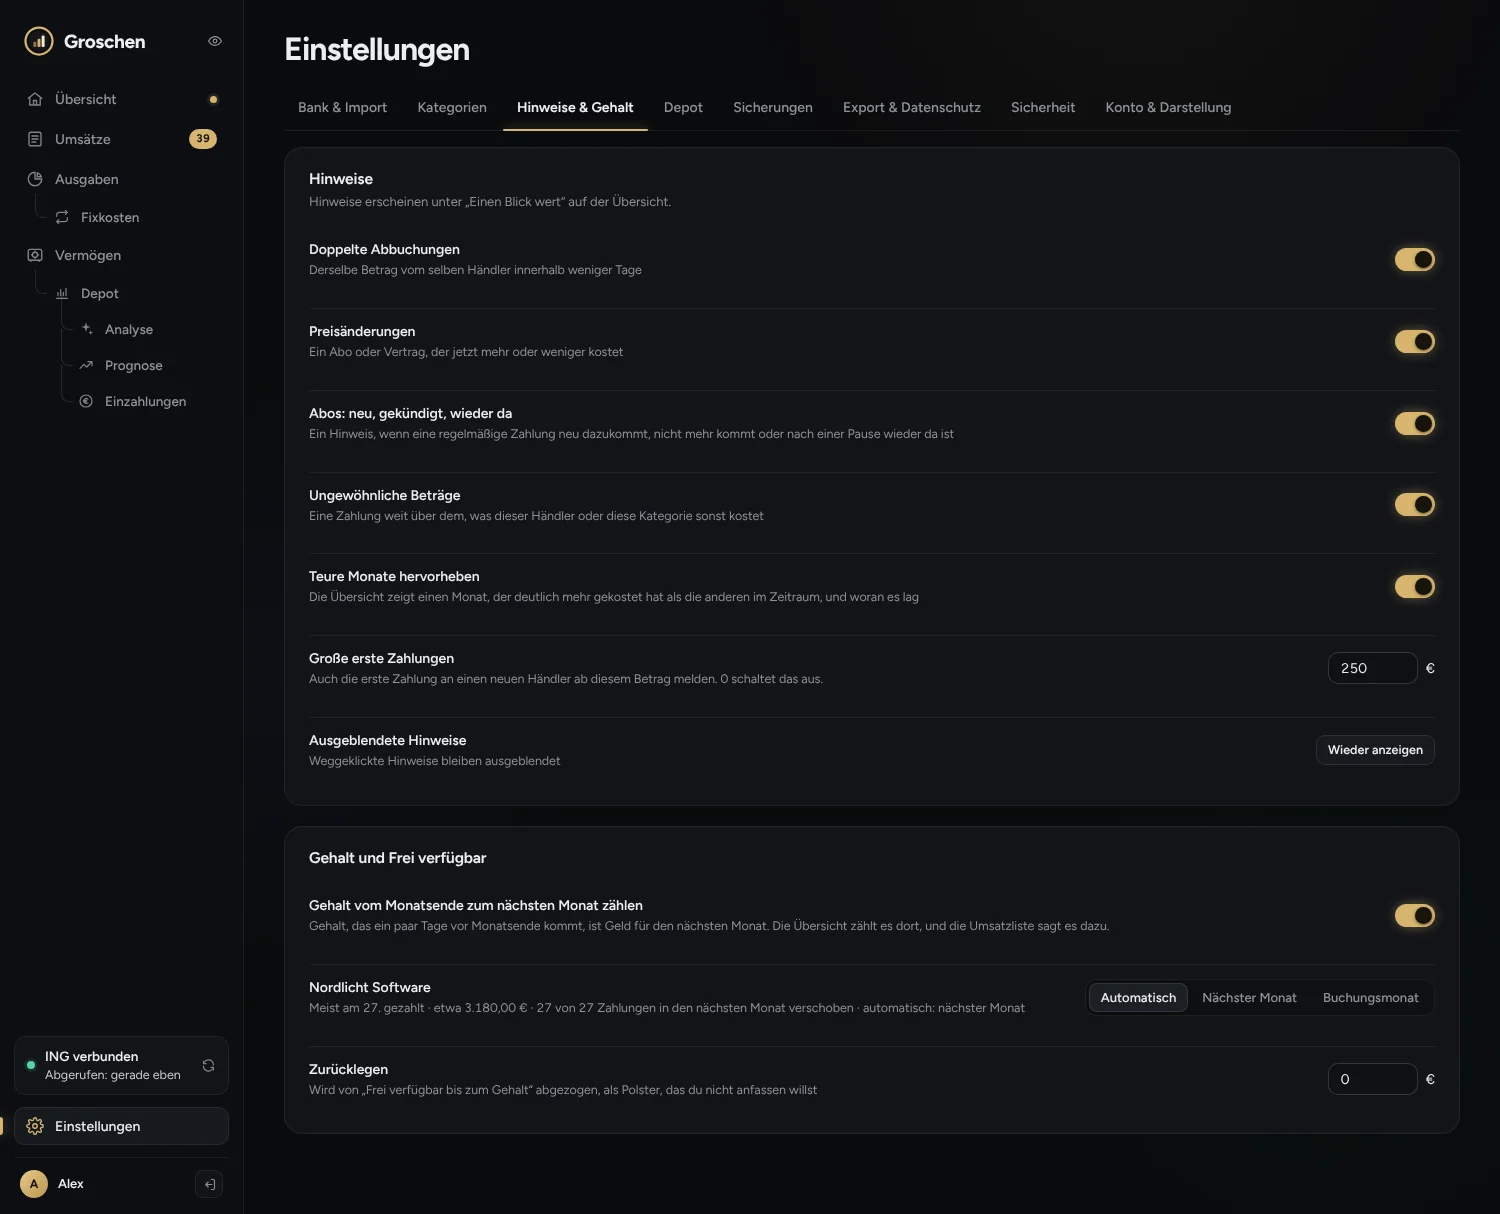 Groschen
Übersicht
Umsätze 39
Ausgaben
Fixkosten
Vermögen
Depot
Analyse
Prognose
Einzahlungen
ING verbunden
Abgerufen: gerade eben
Einstellungen
A Alex
Einstellungen
Bank & Import Kategorien Hinweise & Gehalt Depot Sicherungen Export & Datenschutz Sicherheit Konto & Darstellung
Hinweise
Hinweise erscheinen unter „Einen Blick wert“ auf der Übersicht.
Doppelte Abbuchungen
Derselbe Betrag vom selben Händler innerhalb weniger Tage
Preisänderungen
Ein Abo oder Vertrag, der jetzt mehr oder weniger kostet
Abos: neu, gekündigt, wieder da
Ein Hinweis, wenn eine regelmäßige Zahlung neu dazukommt, nicht mehr kommt oder nach einer Pause wieder da ist
Ungewöhnliche Beträge
Eine Zahlung weit über dem, was dieser Händler oder diese Kategorie sonst kostet
Teure Monate hervorheben
Die Übersicht zeigt einen Monat, der deutlich mehr gekostet hat als die anderen im Zeitraum, und woran es lag
Große erste Zahlungen
Auch die erste Zahlung an einen neuen Händler ab diesem Betrag melden. 0 schaltet das aus.
250 €
Ausgeblendete Hinweise
Weggeklickte Hinweise bleiben ausgeblendet
Wieder anzeigen
Gehalt und Frei verfügbar
Gehalt vom Monatsende zum nächsten Monat zählen
Gehalt, das ein paar Tage vor Monatsende kommt, ist Geld für den nächsten Monat. Die Übersicht zählt es dort, und die Umsatzliste sagt es dazu.
Nordlicht Software
Meist am 27. gezahlt · etwa 3.180,00 € · 27 von 27 Zahlungen in den nächsten Monat verschoben · automatisch: nächster Monat
Automatisch Nächster Monat Buchungsmonat
Zurücklegen
Wird von „Frei verfügbar bis zum Gehalt“ abgezogen, als Polster, das du nicht anfassen willst
0 €